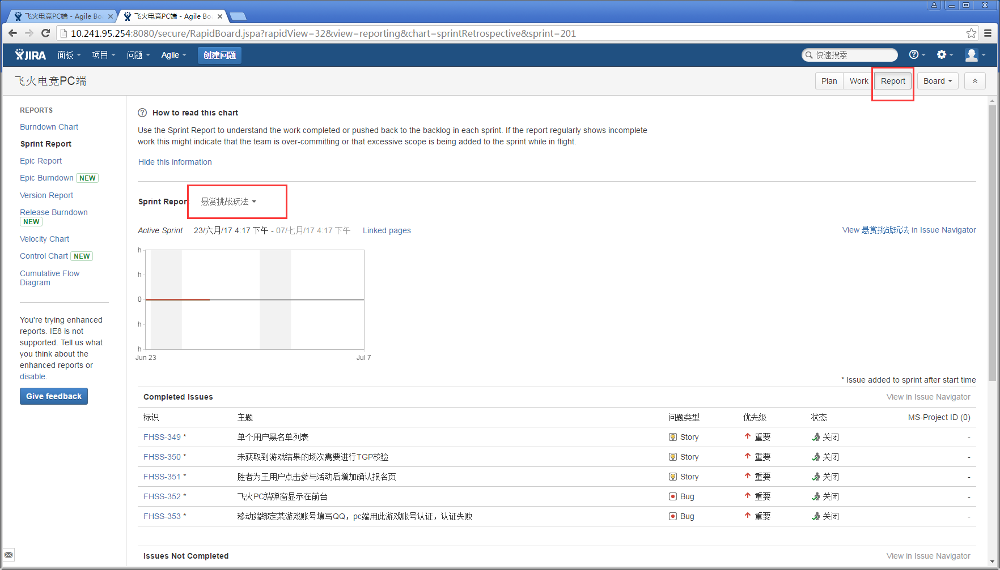 飞火电竞PC端 - Agile Bo
飞火电竞PC端 - Agile Bo
10.241.95.254:8080/secure/RapidBoard.jspa?rapidView=32&view=reporting&chart=sprintRetrospective&sprint=201
JIRA 面板 项目 问题 Agile 创建问题 快速搜索
飞火电竞PC端 Plan Work Report Board
REPORTS
Burndown Chart
Sprint Report
Epic Report
Epic Burndown NEW
Version Report
Release Burndown
NEW
Velocity Chart
Control Chart NEW
Cumulative Flow
Diagram
You're trying enhanced
reports. IE8 is not
supported. Tell us what
you think about the
enhanced reports or
disable.
Give feedback
How to read this chart
Use the Sprint Report to understand the work completed or pushed back to the backlog in each sprint. If the report regularly shows incomplete
work this might indicate that the team is over-committing or that excessive scope is being added to the sprint while in flight.
Hide this information
Sprint Report 悬赏挑战玩法
Active Sprint 23/六月/17 4:17 下午 - 07/七月/17 4:17 下午 Linked pages View 悬赏挑战玩法 in Issue Navigator
h
h
0
h
h
Jun 23 Jul 7
* Issue added to sprint after start time
Completed Issues View in Issue Navigator
标识 主题 问题类型 优先级 状态 MS-Project ID (0)
FHSS-349 * 单个用户黑名单列表 Story 重要 关闭 -
FHSS-350 * 未获取到游戏结果的场次需要进行TGP校验 Story 重要 关闭 -
FHSS-351 * 胜者为王用户点击参与活动后增加确认报名页 Story 重要 关闭 -
FHSS-352 * 飞火PC端弹窗显示在前台 Bug 重要 关闭 -
FHSS-353 * 移动端绑定某游戏账号填写QQ，pc端用此游戏账号认证，认证失败 Bug 重要 关闭 -
Issues Not Completed View in Issue Navigator